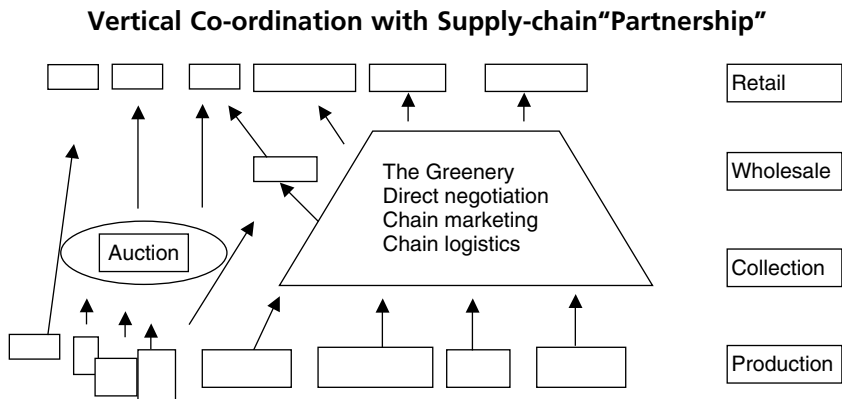 Vertical Co-ordination with Supply-chain“Partnership”
Retail
The Greenery
Direct negotiation
Chain marketing
Chain logistics
Wholesale
Auction
Collection
Production